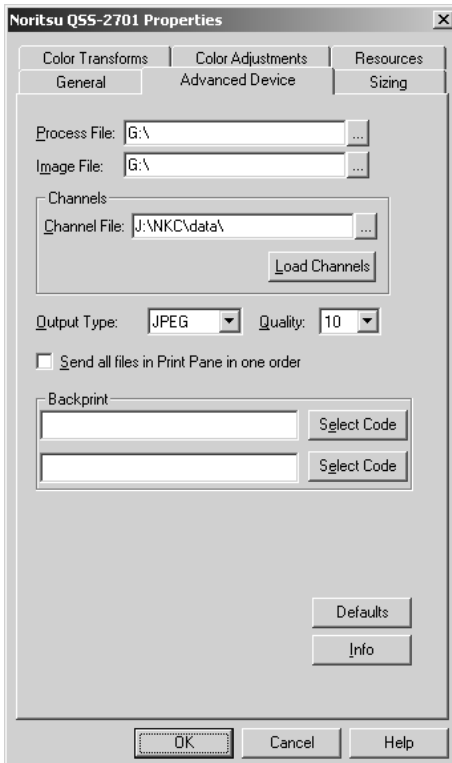 Noritsu QSS-2701 Properties
Color Transforms Color Adjustments Resources
General Advanced Device Sizing
Process File: G:\ ...
Image File: G:\ ...
Channels
Channel File: J:\NKC\data\ ...
Load Channels
Output Type: JPEG Quality: 10
Send all files in Print Pane in one order
Backprint
Select Code
Select Code
Defaults
Info
OK Cancel Help